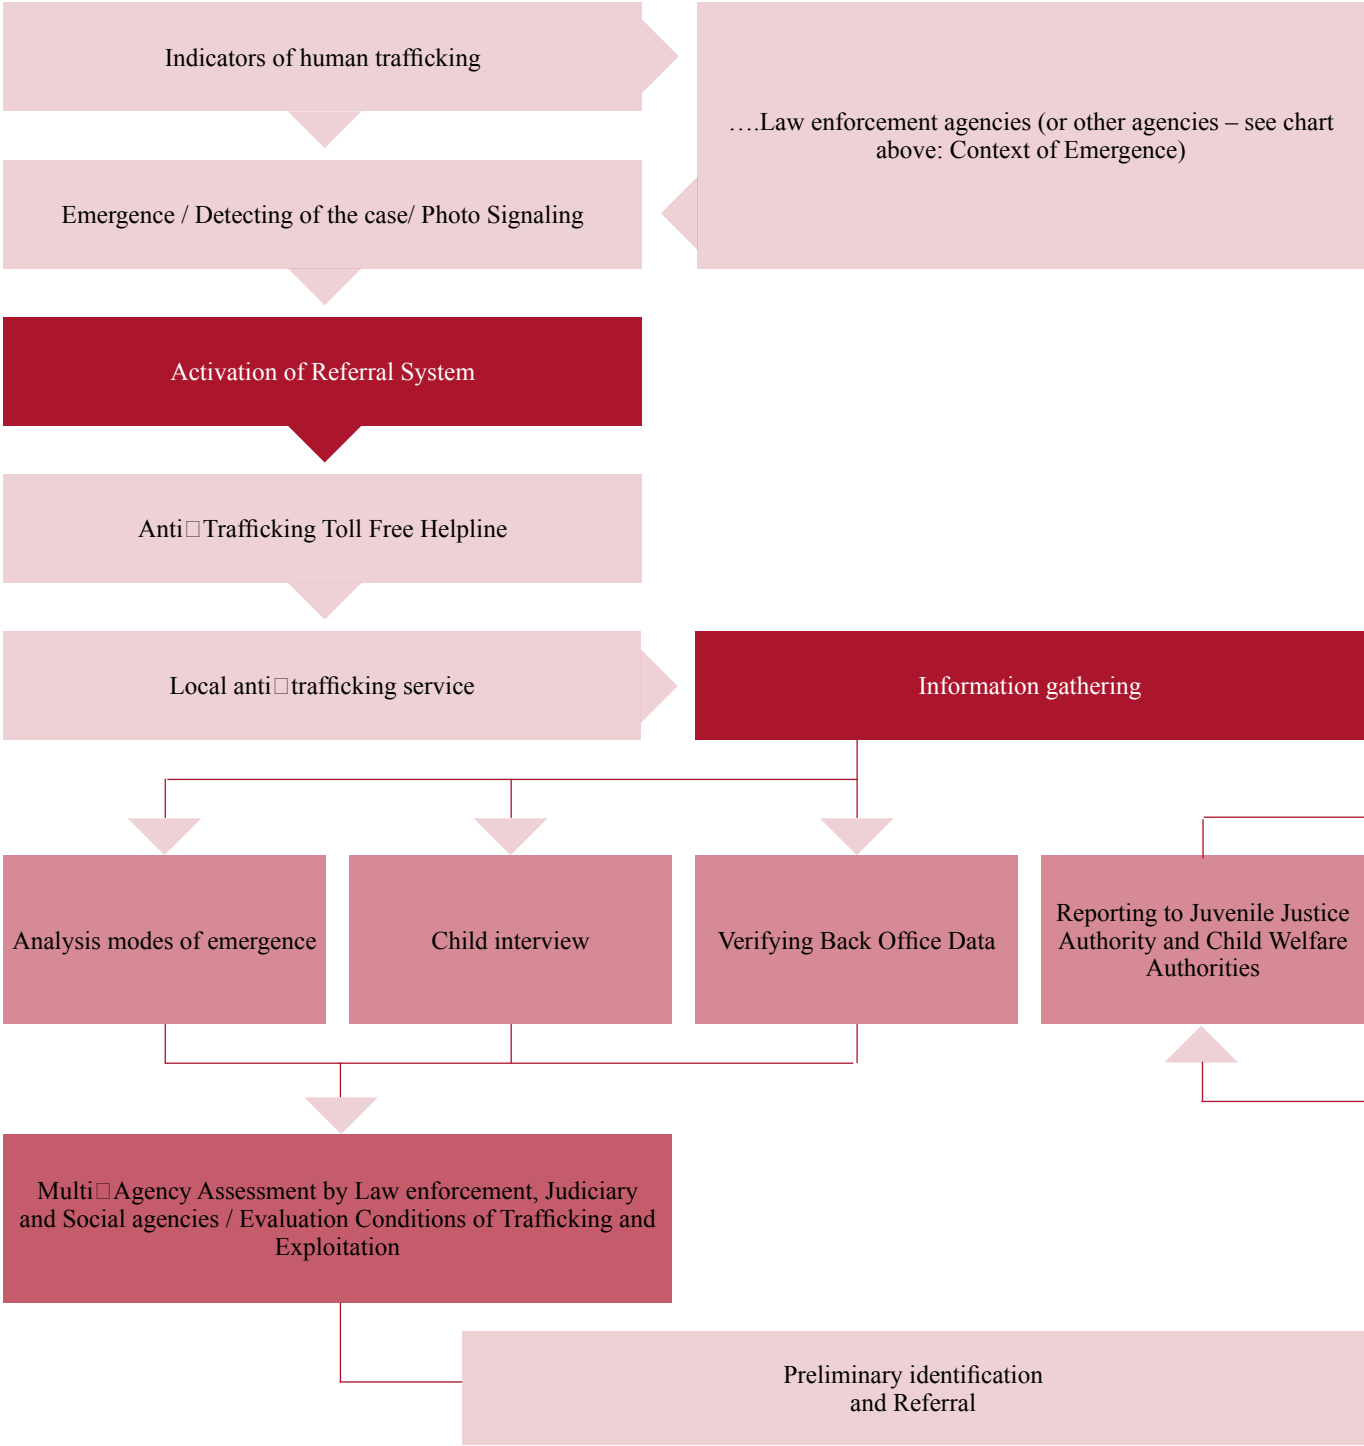 Indicators of human trafficking
….Law enforcement agencies (or other agencies – see chart
above: Context of Emergence)
Emergence / Detecting of the case/ Photo Signaling
Activation of Referral System
Anti□Trafficking Toll Free Helpline
Local anti□trafficking service
Information gathering
Analysis modes of emergence
Child interview
Verifying Back Office Data
Reporting to Juvenile Justice
Authority and Child Welfare
Authorities
Multi□Agency Assessment by Law enforcement, Judiciary
and Social agencies / Evaluation Conditions of Trafficking and
Exploitation
Preliminary identification
and Referral